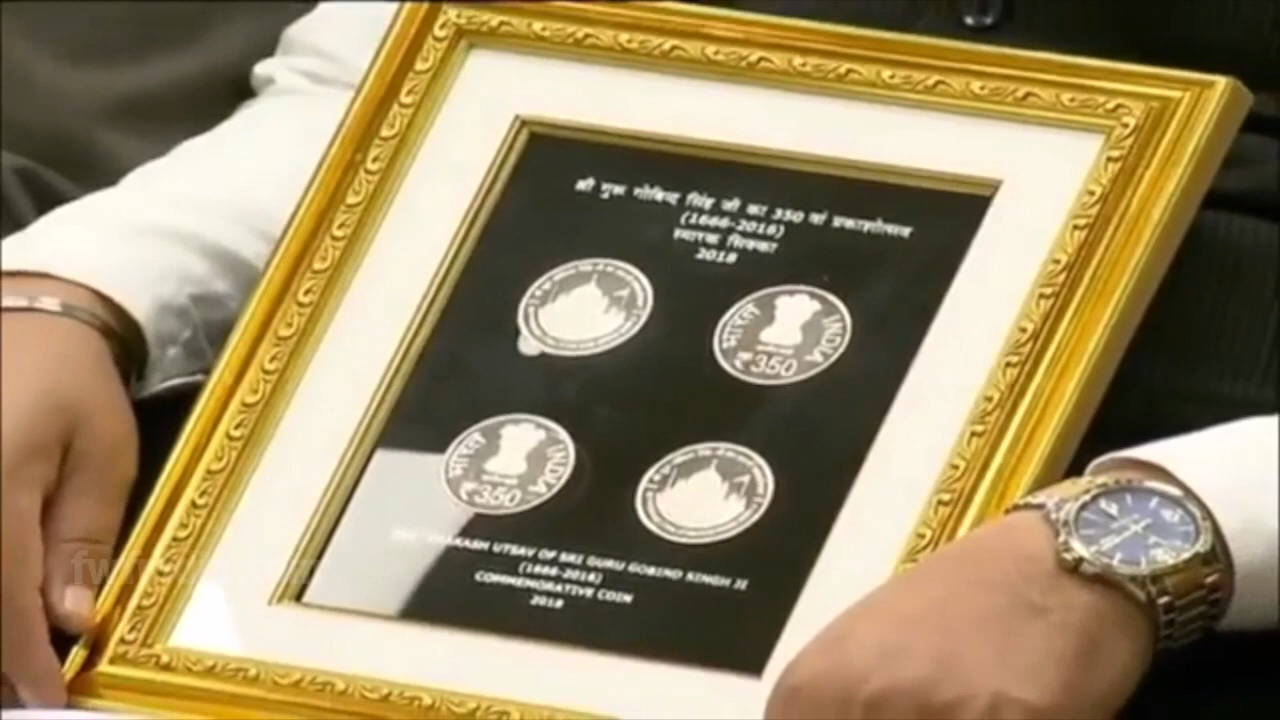 श्री गुरू गोबिन्द सिंह जी का 350 वां प्रकाशोत्सव
(1666-2016)
स्मारक सिक्का
2018
भारत INDIA
₹350
भारत INDIA
₹350
PRAKASH UTSAV OF SRI GURU GOBIND SINGH JI
(1666-2016)
COMMEMORATIVE COIN
2018